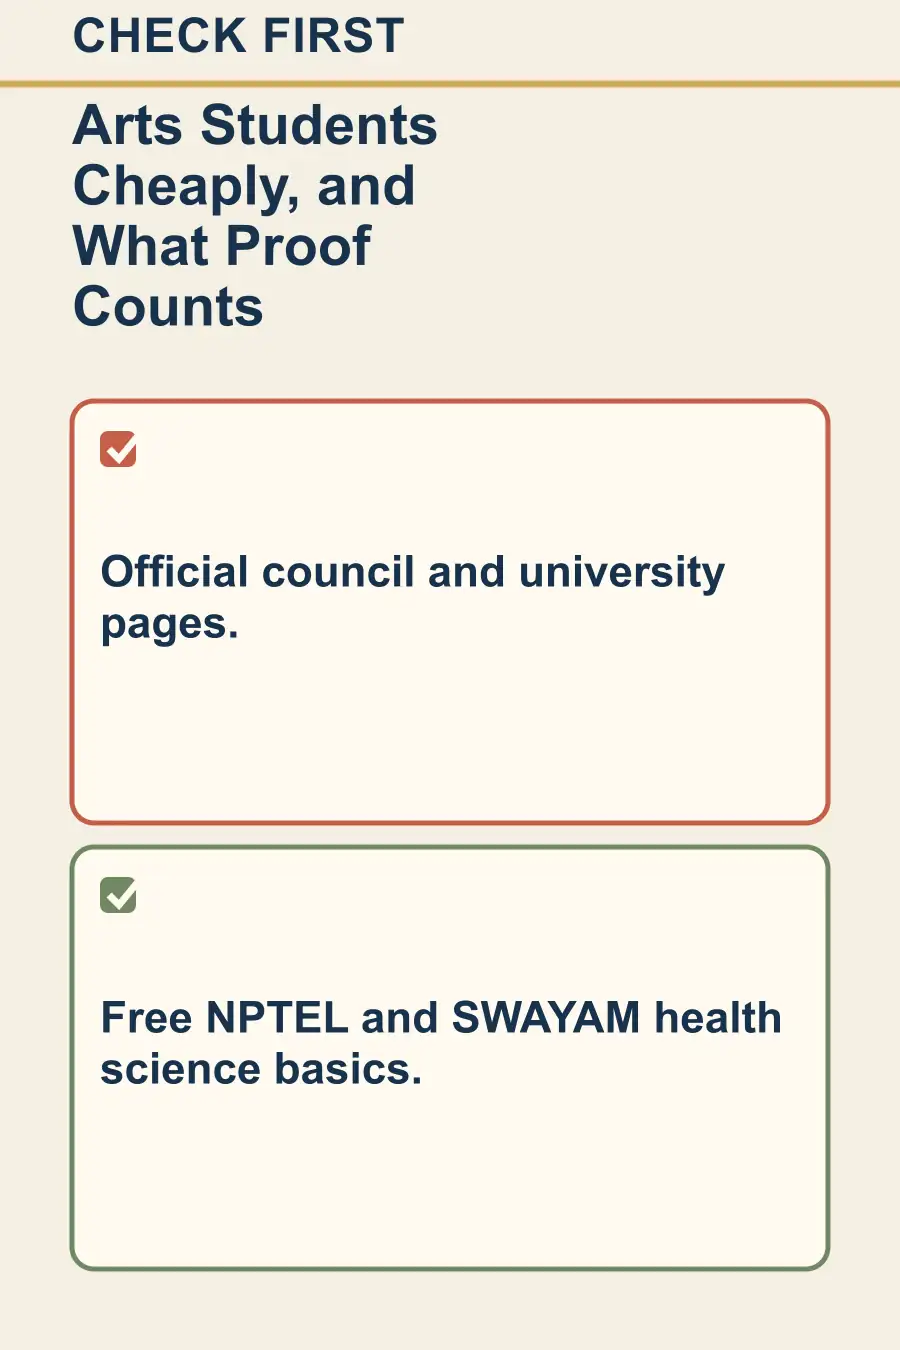 CHECK FIRST
Arts Students
Cheaply, and
What Proof
Counts
Official council and university
pages.
Free NPTEL and SWAYAM health
science basics.